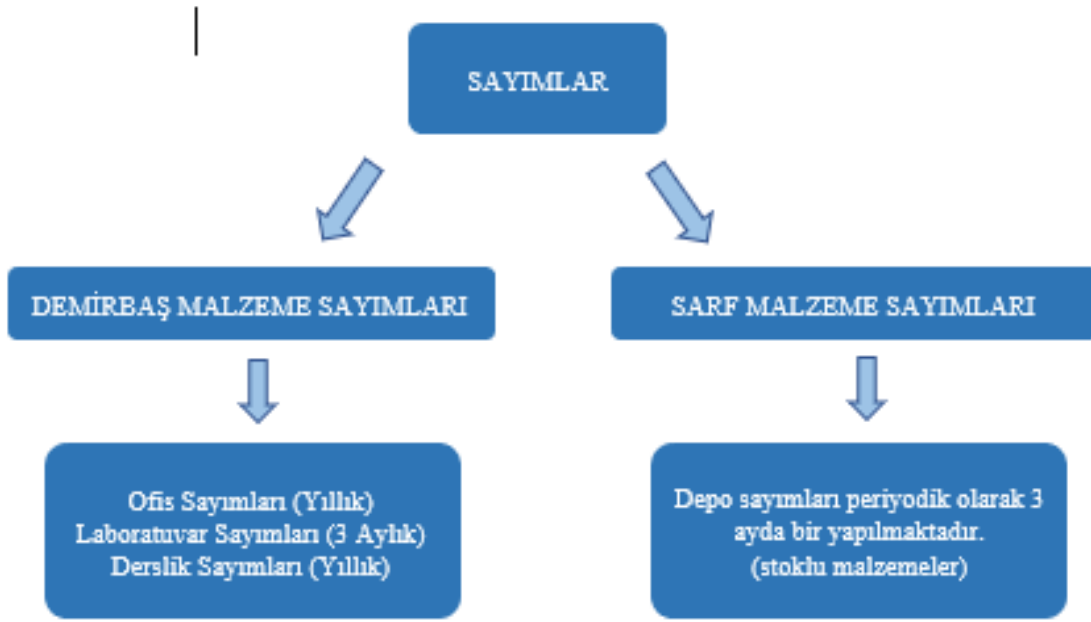 SAYIMLAR
DEMİRBAŞ MALZEME SAYIMLARI
SARF MALZEME SAYIMLARI
Ofis Sayımları (Yıllık)
Laboratuvar Sayımları (3 Aylık)
Derslik Sayımları (Yıllık)
Depo sayımları periyodik olarak 3
ayda bir yapılmaktadır.
(stoklu malzemeler)